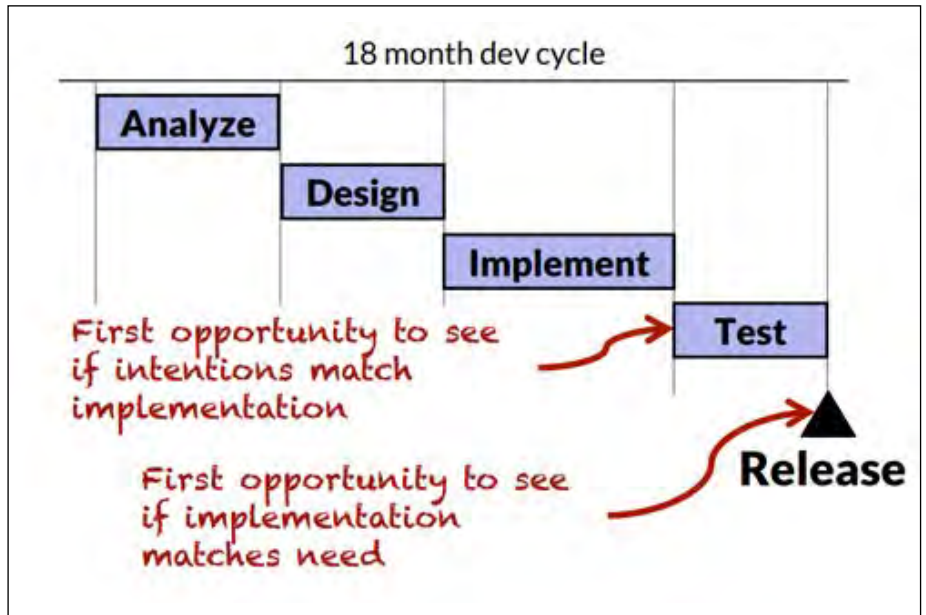 18 month dev cycle
Analyze
Design
Implement
First opportunity to see
if intentions match
implementation
Test
Release
First opportunity to see
if implementation
matches need